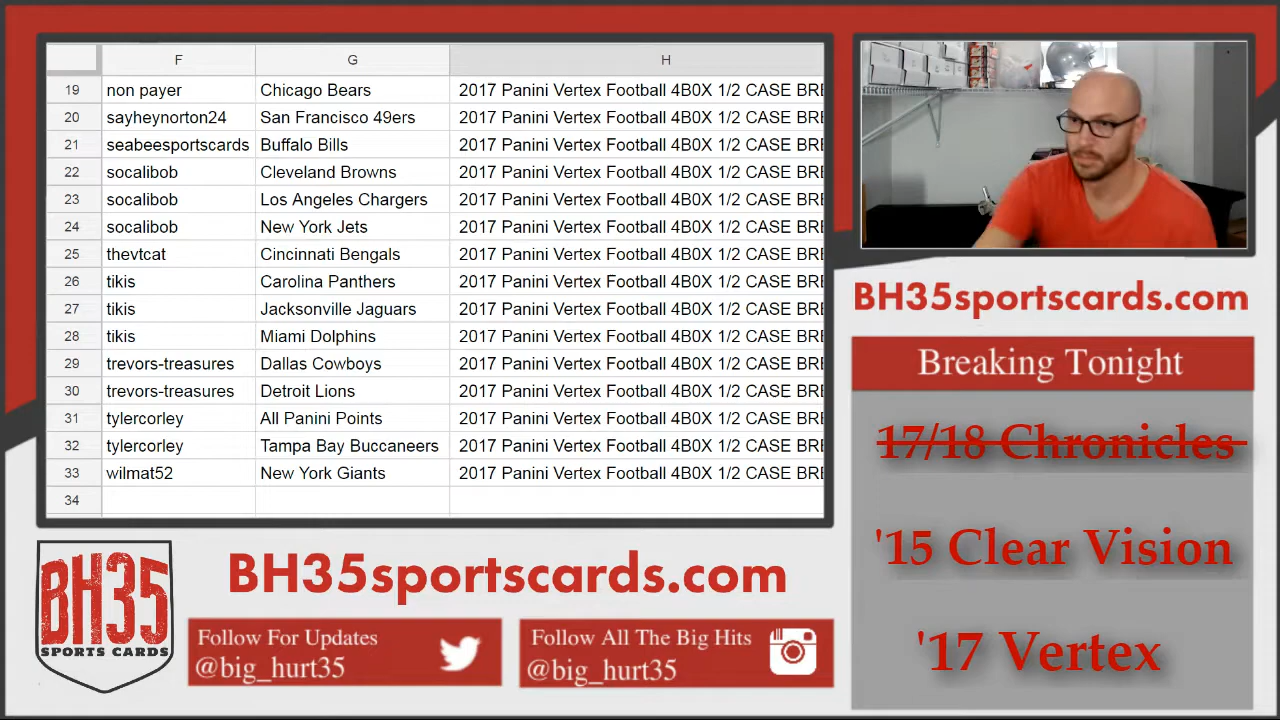 F G H
19 non payer Chicago Bears 2017 Panini Vertex Football 4B0X 1/2 CASE BRE
20 sayheynorton24 San Francisco 49ers 2017 Panini Vertex Football 4B0X 1/2 CASE BRE
21 seabeesportscards Buffalo Bills 2017 Panini Vertex Football 4B0X 1/2 CASE BRE
22 socalibob Cleveland Browns 2017 Panini Vertex Football 4B0X 1/2 CASE BRE
23 socalibob Los Angeles Chargers 2017 Panini Vertex Football 4B0X 1/2 CASE BRE
24 socalibob New York Jets 2017 Panini Vertex Football 4B0X 1/2 CASE BRE
25 thevtcat Cincinnati Bengals 2017 Panini Vertex Football 4B0X 1/2 CASE BRE
26 tikis Carolina Panthers 2017 Panini Vertex Football 4B0X 1/2 CASE BRE
27 tikis Jacksonville Jaguars 2017 Panini Vertex Football 4B0X 1/2 CASE BRE
28 tikis Miami Dolphins 2017 Panini Vertex Football 4B0X 1/2 CASE BRE
29 trevors-treasures Dallas Cowboys 2017 Panini Vertex Football 4B0X 1/2 CASE BRE
30 trevors-treasures Detroit Lions 2017 Panini Vertex Football 4B0X 1/2 CASE BRE
31 tylercorley All Panini Points 2017 Panini Vertex Football 4B0X 1/2 CASE BRE
32 tylercorley Tampa Bay Buccaneers 2017 Panini Vertex Football 4B0X 1/2 CASE BRE
33 wilmat52 New York Giants 2017 Panini Vertex Football 4B0X 1/2 CASE BRE
34
BH35sportscards.com
Breaking Tonight
17/18 Chronicles
'15 Clear Vision
'17 Vertex
BH35
SPORTS CARDS
BH35sportscards.com
Follow For Updates
@big_hurt35
Follow All The Big Hits
@big_hurt35